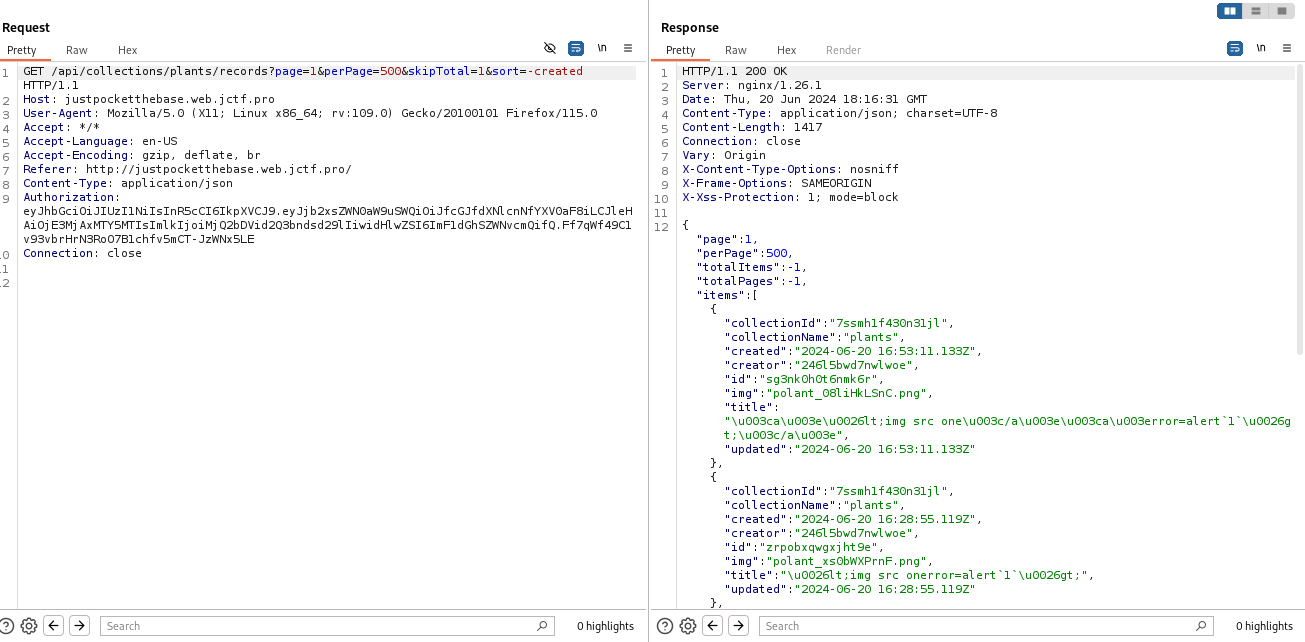 Request
Pretty Raw Hex \n
1 GET /api/collections/plants/records?page=1&perPage=500&skipTotal=1&sort=-created
HTTP/1.1
2 Host: justpocketthebase.web.jctf.pro
3 User-Agent: Mozilla/5.0 (X11; Linux x86_64; rv:109.0) Gecko/20100101 Firefox/115.0
4 Accept: */*
5 Accept-Language: en-US
6 Accept-Encoding: gzip, deflate, br
7 Referer: http://justpocketthebase.web.jctf.pro/
8 Content-Type: application/json
9 Authorization:
eyJhbGciOiJIUzI1NiIsInR5cCI6IkpXVCJ9.eyJjb2xsZWN0aW9uSWQiOiJfcGJfdXNlcnNfYXV0aF8iLCJleH
AiOjE3MjAxMTY5MTIsImlkIjoiMjQ2bDVid2Q3bndsd29lIiwidHlwZSI6ImF1dGhSZWNvcmQifQ.Ff7qWf49C1
v93vbrHrN3RoO7B1chfv5mCT-JzWNx5LE
0 Connection: close
1
2
Search
0 highlights
Response
Pretty Raw Hex Render \n
1 HTTP/1.1 200 OK
2 Server: nginx/1.26.1
3 Date: Thu, 20 Jun 2024 18:16:31 GMT
4 Content-Type: application/json; charset=UTF-8
5 Content-Length: 1417
6 Connection: close
7 Vary: Origin
8 X-Content-Type-Options: nosniff
9 X-Frame-Options: SAMEORIGIN
10 X-Xss-Protection: 1; mode=block
11
12 {
"page":1,
"perPage":500,
"totalItems":-1,
"totalPages":-1,
"items":[
{
"collectionId":"7ssmh1f430n31jl",
"collectionName":"plants",
"created":"2024-06-20 16:53:11.133Z",
"creator":"246l5bwd7nwlwoe",
"id":"sg3nk0h0t6nmk6r",
"img":"polant_08liHkLSnC.png",
"title":
"\u003ca\u003e\u0026lt;img src one\u003c/a\u003e\u003ca\u003error=alert`1`\u0026g
t;\u003c/a\u003e",
"updated":"2024-06-20 16:53:11.133Z"
},
{
"collectionId":"7ssmh1f430n31jl",
"collectionName":"plants",
"created":"2024-06-20 16:28:55.119Z",
"creator":"246l5bwd7nwlwoe",
"id":"zrpobxqwgxjht9e",
"img":"polant_xs0bWXPrnF.png",
"title":"\u0026lt;img src onerror=alert`1`\u0026gt;",
"updated":"2024-06-20 16:28:55.119Z"
},
Search
0 highlights